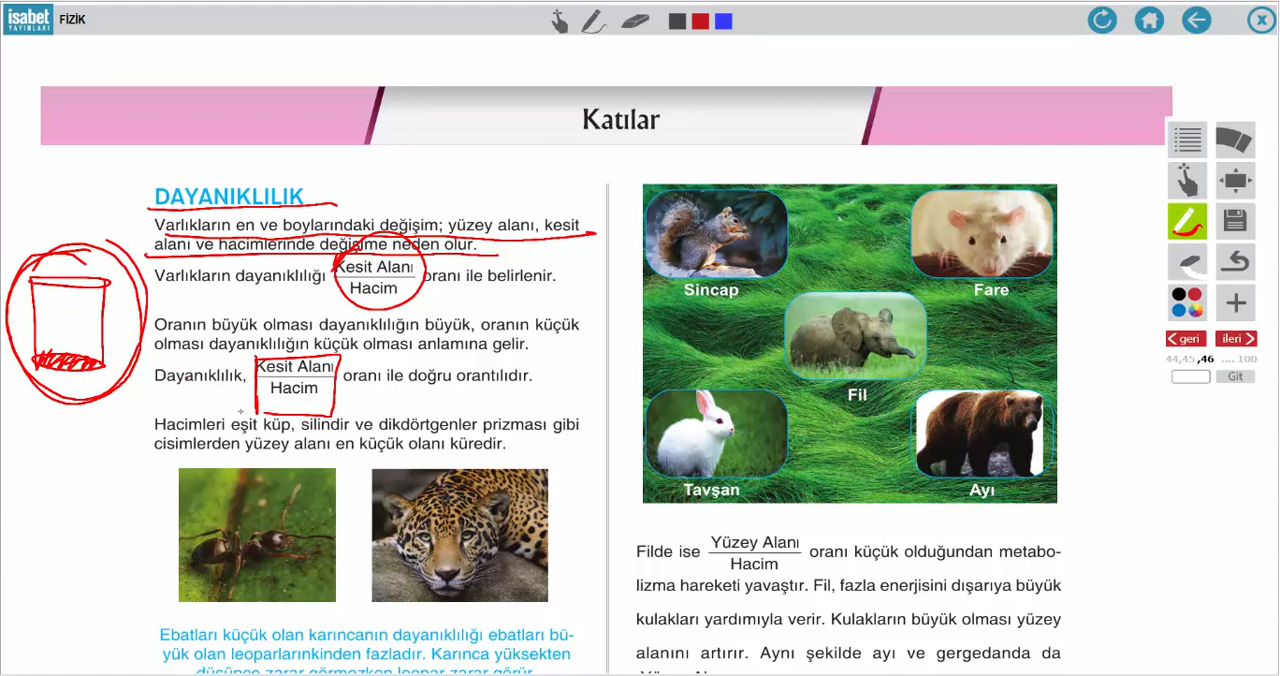 isabet
YAYINLARI
FİZİK
Katılar
DAYANIKLILIK
Varlıkların en ve boylarındaki değişim; yüzey alanı, kesit
alanı ve hacimlerinde değişime neden olur.
Varlıkların dayanıklılığı Kesit Alanı / Hacim oranı ile belirlenir.
Oranın büyük olması dayanıklılığın büyük, oranın küçük
olması dayanıklılığın küçük olması anlamına gelir.
Dayanıklılık, Kesit Alanı / Hacim oranı ile doğru orantılıdır.
Hacimleri eşit küp, silindir ve dikdörtgenler prizması gibi
cisimlerden yüzey alanı en küçük olanı küredir.
Ebatları küçük olan karıncanın dayanıklılığı ebatları bü-
yük olan leoparlarınkinden fazladır. Karınca yüksekten
düşünce zarar görmezken leopar zarar görür.
Sincap
Fare
Fil
Tavşan
Ayı
Filde ise Yüzey Alanı / Hacim oranı küçük olduğundan metabo-
lizma hareketi yavaştır. Fil, fazla enerjisini dışarıya büyük
kulakları yardımıyla verir. Kulakların büyük olması yüzey
alanını artırır. Aynı şekilde ayı ve gergedanda da
geri
ileri
44,45,46 .... 100
Git